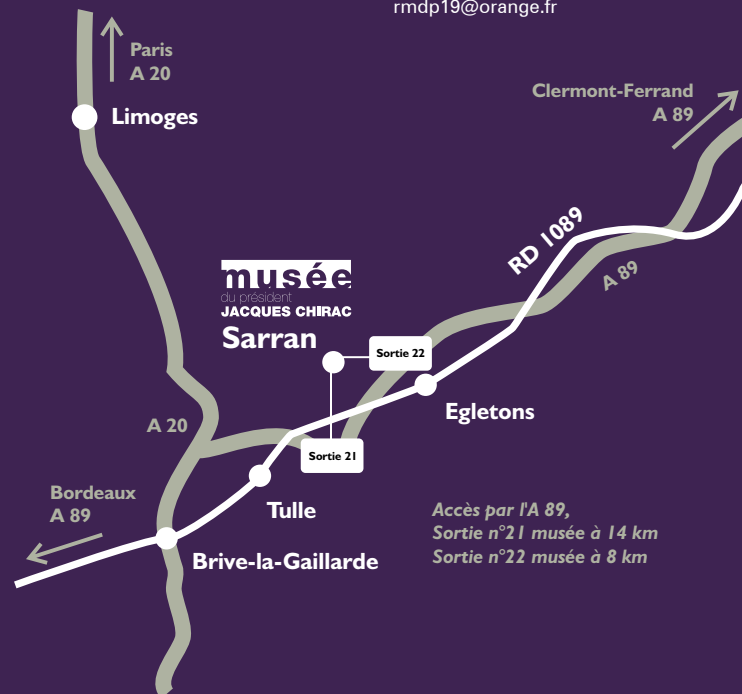 rmdp19@orange.fr
Paris
A 20
Limoges
Clermont-Ferrand
A 89
RD 1089
A 89
musée
du président
JACQUES CHIRAC
Sarran
Sortie 22
Egletons
A 20
Sortie 21
Bordeaux
A 89
Tulle
Brive-la-Gaillarde
Accès par l'A 89,
Sortie n°21 musée à 14 km
Sortie n°22 musée à 8 km